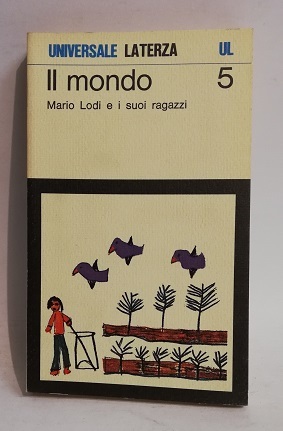 UNIVERSALE LATERZA UL
Il mondo 5
Mario Lodi e i suoi ragazzi